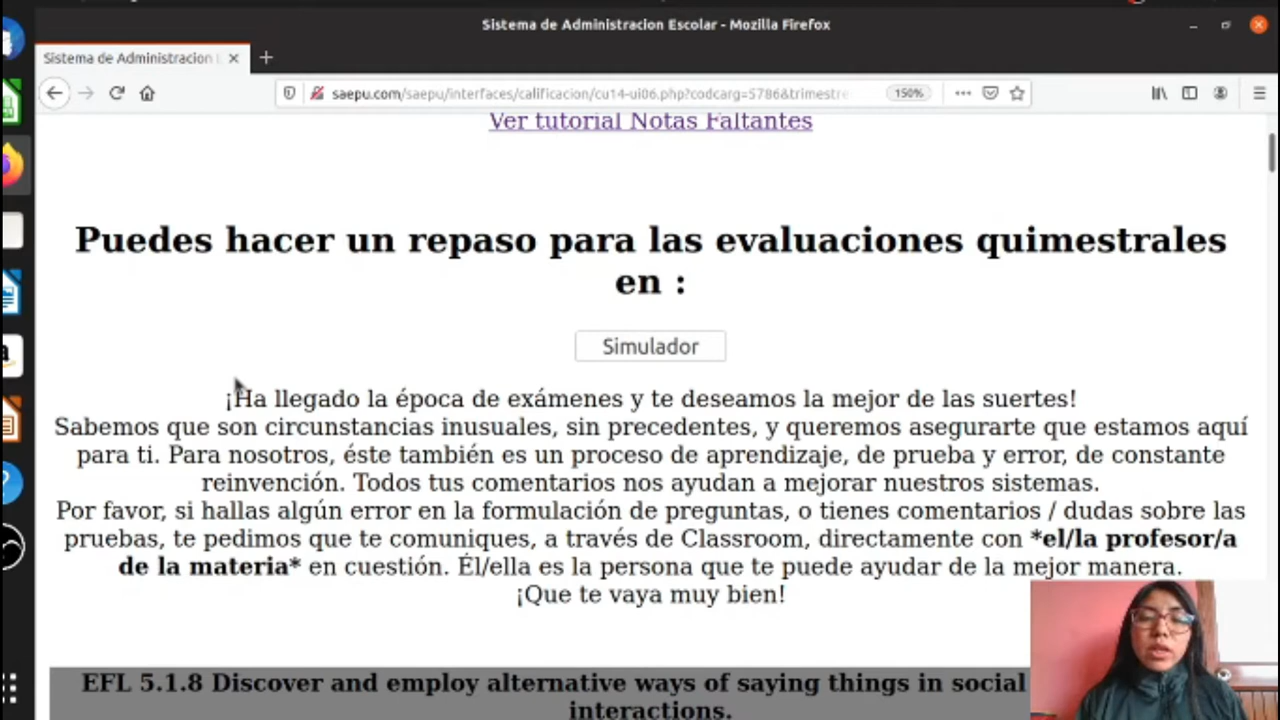 Sistema de Administracion Escolar - Mozilla Firefox
Sistema de Administracion
saepu.com/saepu/interfaces/calificacion/cu14-ui06.php?codcarg=5786&trimestre
150%
Ver tutorial Notas Faltantes
Puedes hacer un repaso para las evaluaciones quimestrales
en :
Simulador
¡Ha llegado la época de exámenes y te deseamos la mejor de las suertes!
Sabemos que son circunstancias inusuales, sin precedentes, y queremos asegurarte que estamos aquí
para ti. Para nosotros, éste también es un proceso de aprendizaje, de prueba y error, de constante
reinvención. Todos tus comentarios nos ayudan a mejorar nuestros sistemas.
Por favor, si hallas algún error en la formulación de preguntas, o tienes comentarios / dudas sobre las
pruebas, te pedimos que te comuniques, a través de Classroom, directamente con *el/la profesor/a
de la materia* en cuestión. Él/ella es la persona que te puede ayudar de la mejor manera.
¡Que te vaya muy bien!
EFL 5.1.8 Discover and employ alternative ways of saying things in social
interactions.